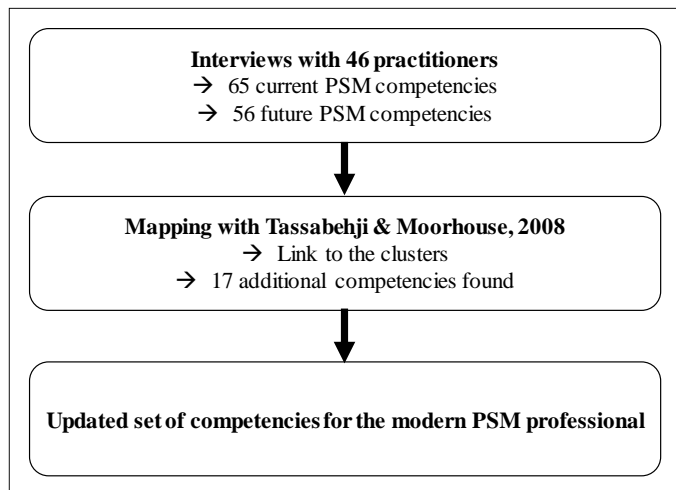 Interviews with 46 practitioners
→ 65 current PSM competencies
→ 56 future PSM competencies
Mapping with Tassabehji & Moorhouse, 2008
→ Link to the clusters
→ 17 additional competencies found
Updated set of competencies for the modern PSM professional